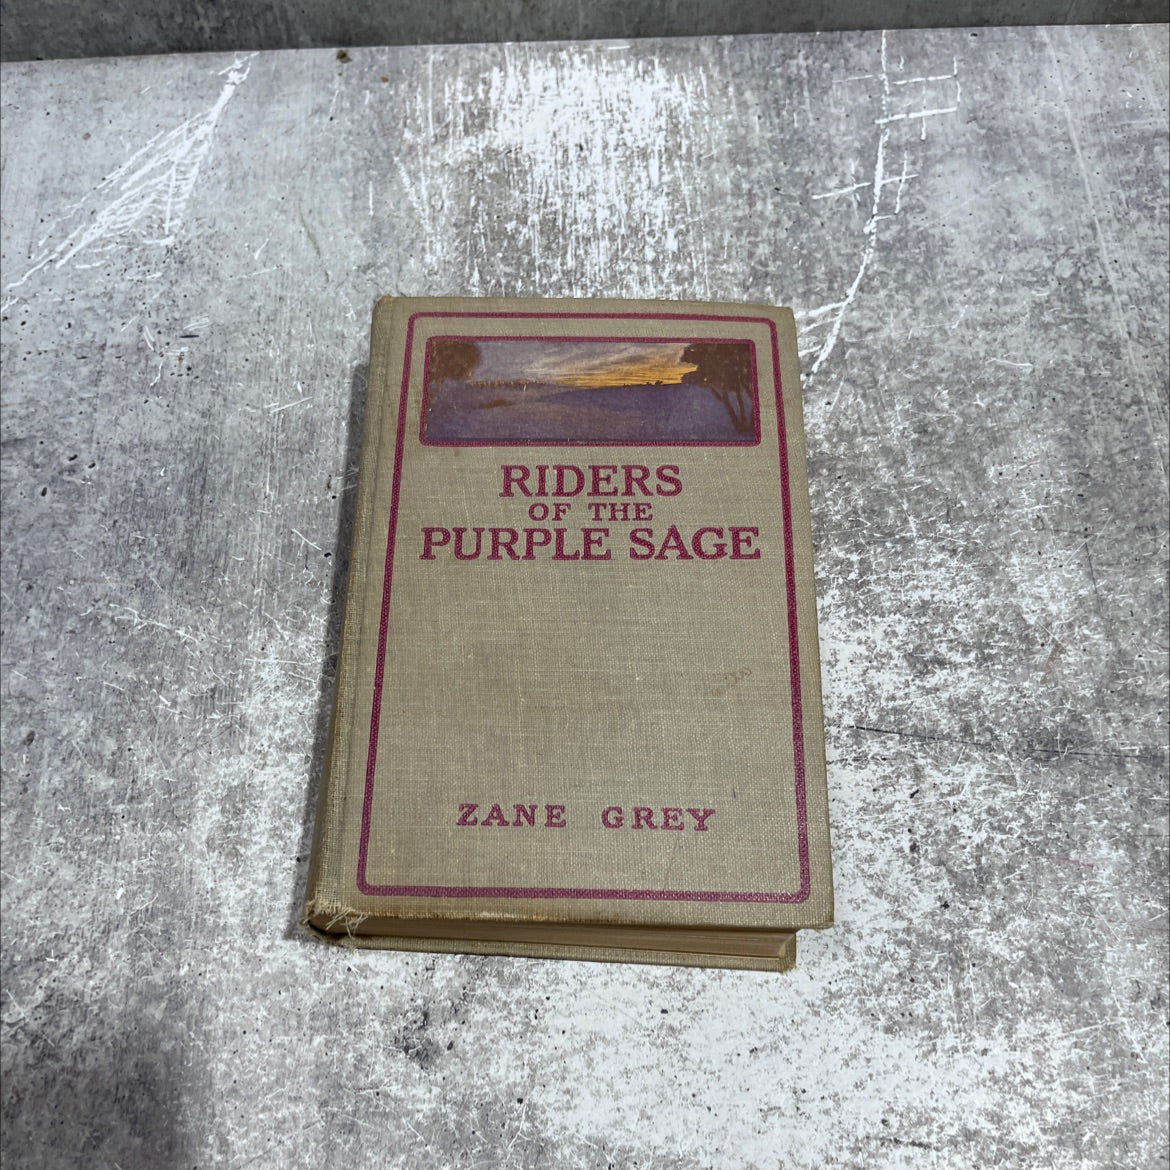 RIDERS
OF THE
PURPLE SAGE
ZANE GREY